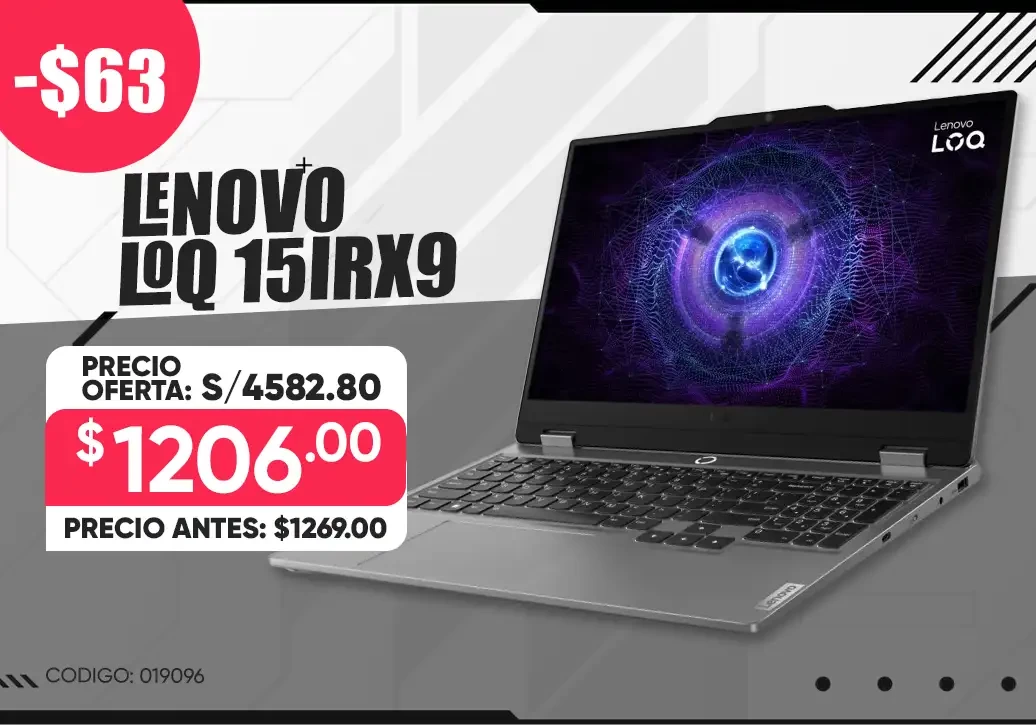 -$63
LENOVO
LOQ 15IRX9
PRECIO
OFERTA: S/4582.80
$1206.00
PRECIO ANTES: $1269.00
Lenovo
LOQ
Lenovo
CODIGO: 019096